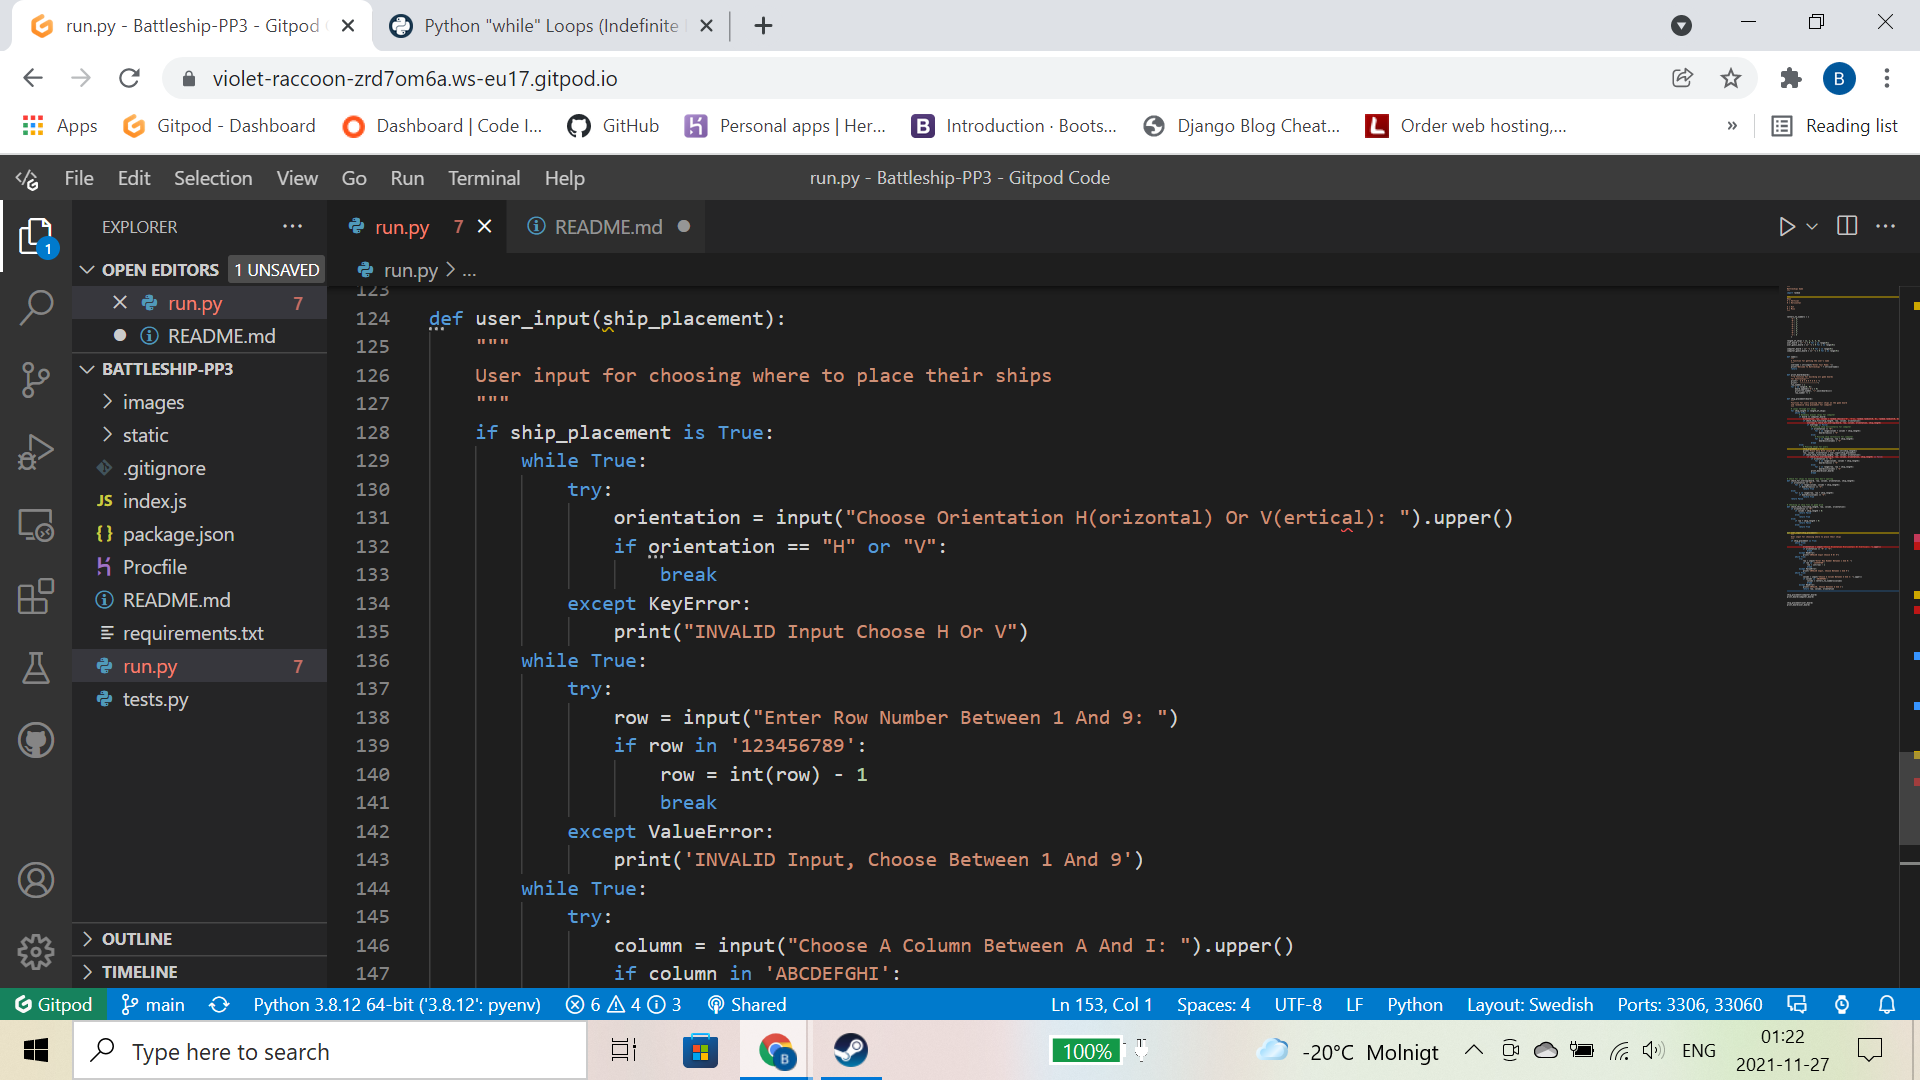 run.py - Battleship-PP3 - Gitpod
Python "while" Loops (Indefinite
violet-raccoon-zrd7om6a.ws-eu17.gitpod.io
B
Apps
Gitpod - Dashboard
Dashboard | Code I...
GitHub
Personal apps | Her...
Introduction · Boots...
Django Blog Cheat...
Order web hosting,...
»
Reading list
File Edit Selection View Go Run Terminal Help
run.py - Battleship-PP3 - Gitpod Code
EXPLORER
run.py 7
README.md
OPEN EDITORS 1 UNSAVED
run.py > ...
1
run.py 7
README.md
BATTLESHIP-PP3
images
static
.gitignore
JS index.js
{} package.json
Procfile
README.md
requirements.txt
run.py 7
tests.py
OUTLINE
TIMELINE
123
124 def user_input(ship_placement):
125 """
126 User input for choosing where to place their ships
127 """
128 if ship_placement is True:
129 while True:
130 try:
131 orientation = input("Choose Orientation H(orizontal) Or V(ertical): ").upper()
132 if orientation == "H" or "V":
133 break
134 except KeyError:
135 print("INVALID Input Choose H Or V")
136 while True:
137 try:
138 row = input("Enter Row Number Between 1 And 9: ")
139 if row in '123456789':
140 row = int(row) - 1
141 break
142 except ValueError:
143 print('INVALID Input, Choose Between 1 And 9')
144 while True:
145 try:
146 column = input("Choose A Column Between A And I: ").upper()
147 if column in 'ABCDEFGHI':
Gitpod main Python 3.8.12 64-bit ('3.8.12': pyenv) 6 4 3 Shared Ln 153, Col 1 Spaces: 4 UTF-8 LF Python Layout: Swedish Ports: 3306, 33060
Type here to search
B
100%
-20°C Molnigt
ENG
01:22
2021-11-27